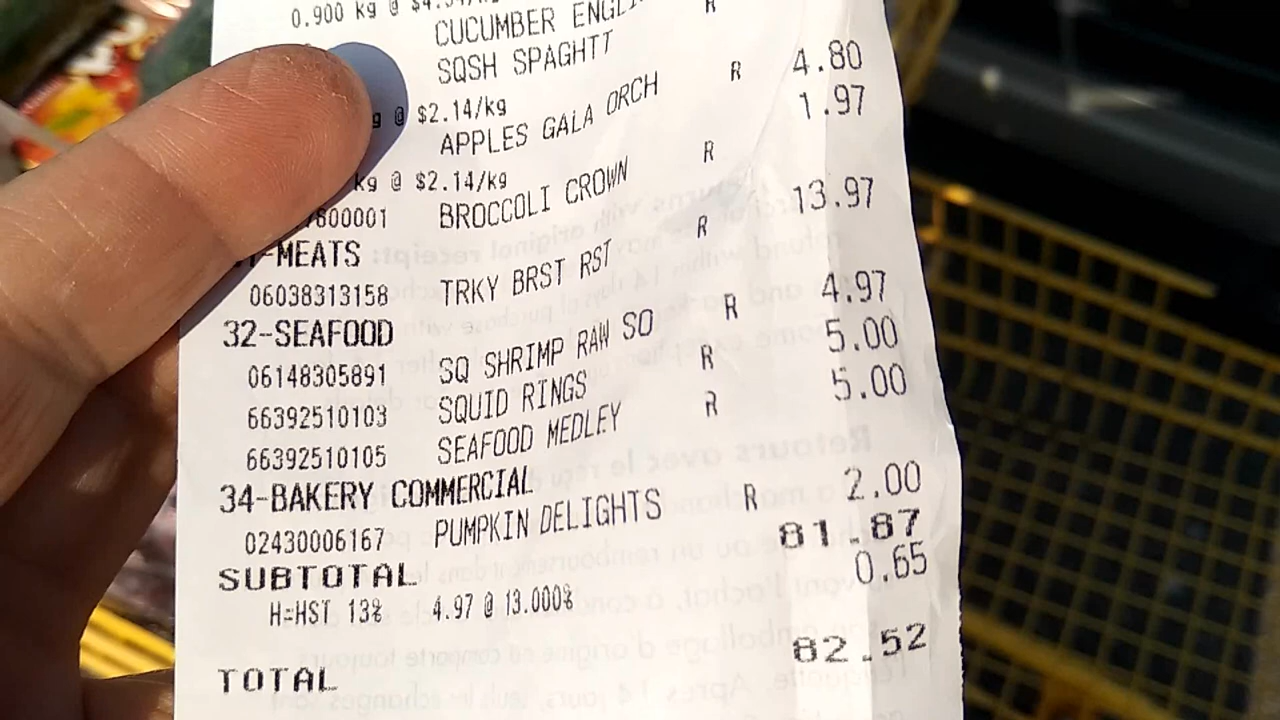 0.900 kg @
CUCUMBER R
SQSH SPAGHTT
@ $2.14/kg R 4.80
APPLES GALA ORCH 1.97
kg @ $2.14/kg R
600001 BROCCOLI CROWN 13.97
-MEATS R
06038313158 TRKY BRST RST
32-SEAFOOD R 4.97
06148305891 SQ SHRIMP RAW SO R 5.00
66392510103 SQUID RINGS R 5.00
66392510105 SEAFOOD MEDLEY
34-BAKERY COMMERCIAL
02430006167 PUMPKIN DELIGHTS R 2.00
SUBTOTAL 81.87
H=HST 13% 4.97 @ 13.000% 0.65
TOTAL 82.52